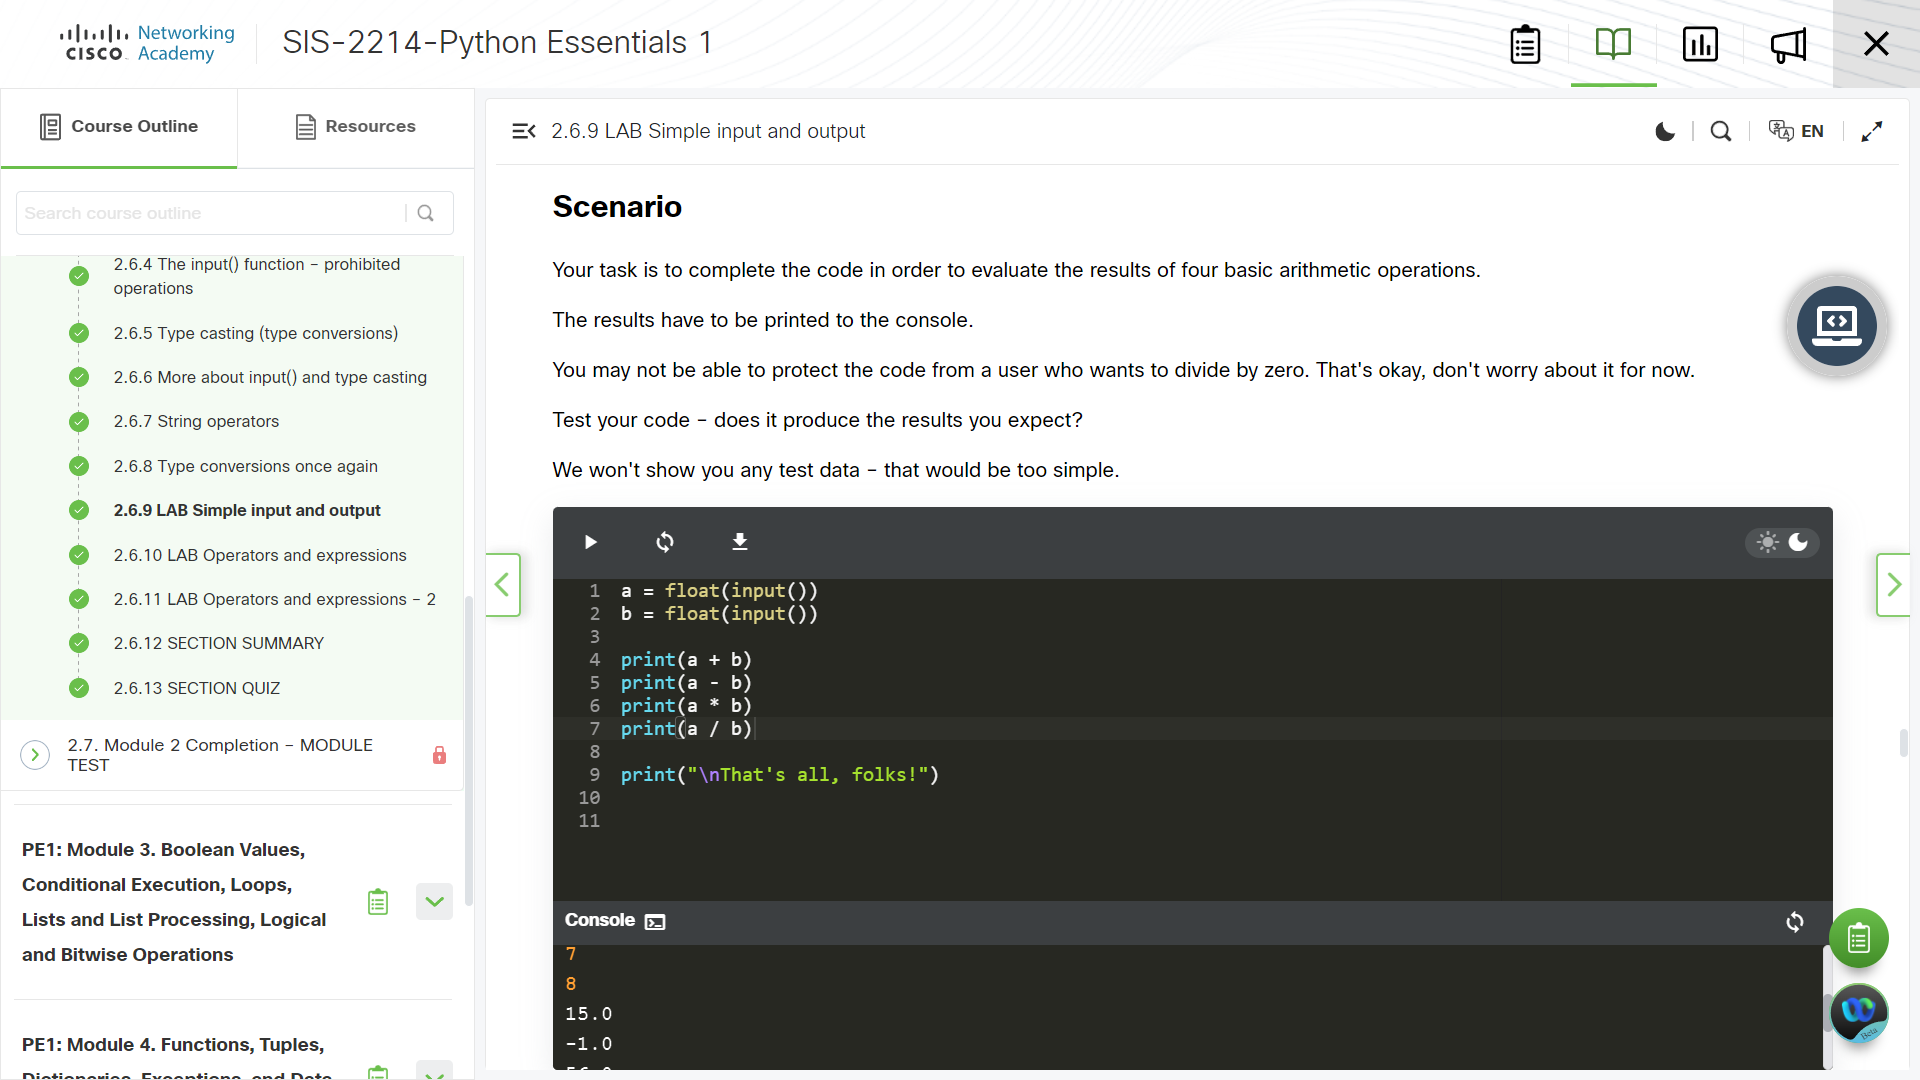 CISCO
Networking
Academy
SIS-2214-Python Essentials 1
Course Outline
Resources
Search course outline
2.6.4 The input() function – prohibited
operations
2.6.5 Type casting (type conversions)
2.6.6 More about input() and type casting
2.6.7 String operators
2.6.8 Type conversions once again
2.6.9 LAB Simple input and output
2.6.10 LAB Operators and expressions
2.6.11 LAB Operators and expressions – 2
2.6.12 SECTION SUMMARY
2.6.13 SECTION QUIZ
2.7. Module 2 Completion – MODULE
TEST
PE1: Module 3. Boolean Values,
Conditional Execution, Loops,
Lists and List Processing, Logical
and Bitwise Operations
PE1: Module 4. Functions, Tuples,
Dictionaries, Exceptions, and Data
2.6.9 LAB Simple input and output
EN
Scenario
Your task is to complete the code in order to evaluate the results of four basic arithmetic operations.
The results have to be printed to the console.
You may not be able to protect the code from a user who wants to divide by zero. That's okay, don't worry about it for now.
Test your code – does it produce the results you expect?
We won't show you any test data – that would be too simple.
1 a = float(input())
2 b = float(input())
3
4 print(a + b)
5 print(a - b)
6 print(a * b)
7 print(a / b)
8
9 print("\nThat's all, folks!")
10
11
Console
7
8
15.0
-1.0
56.0
Beta